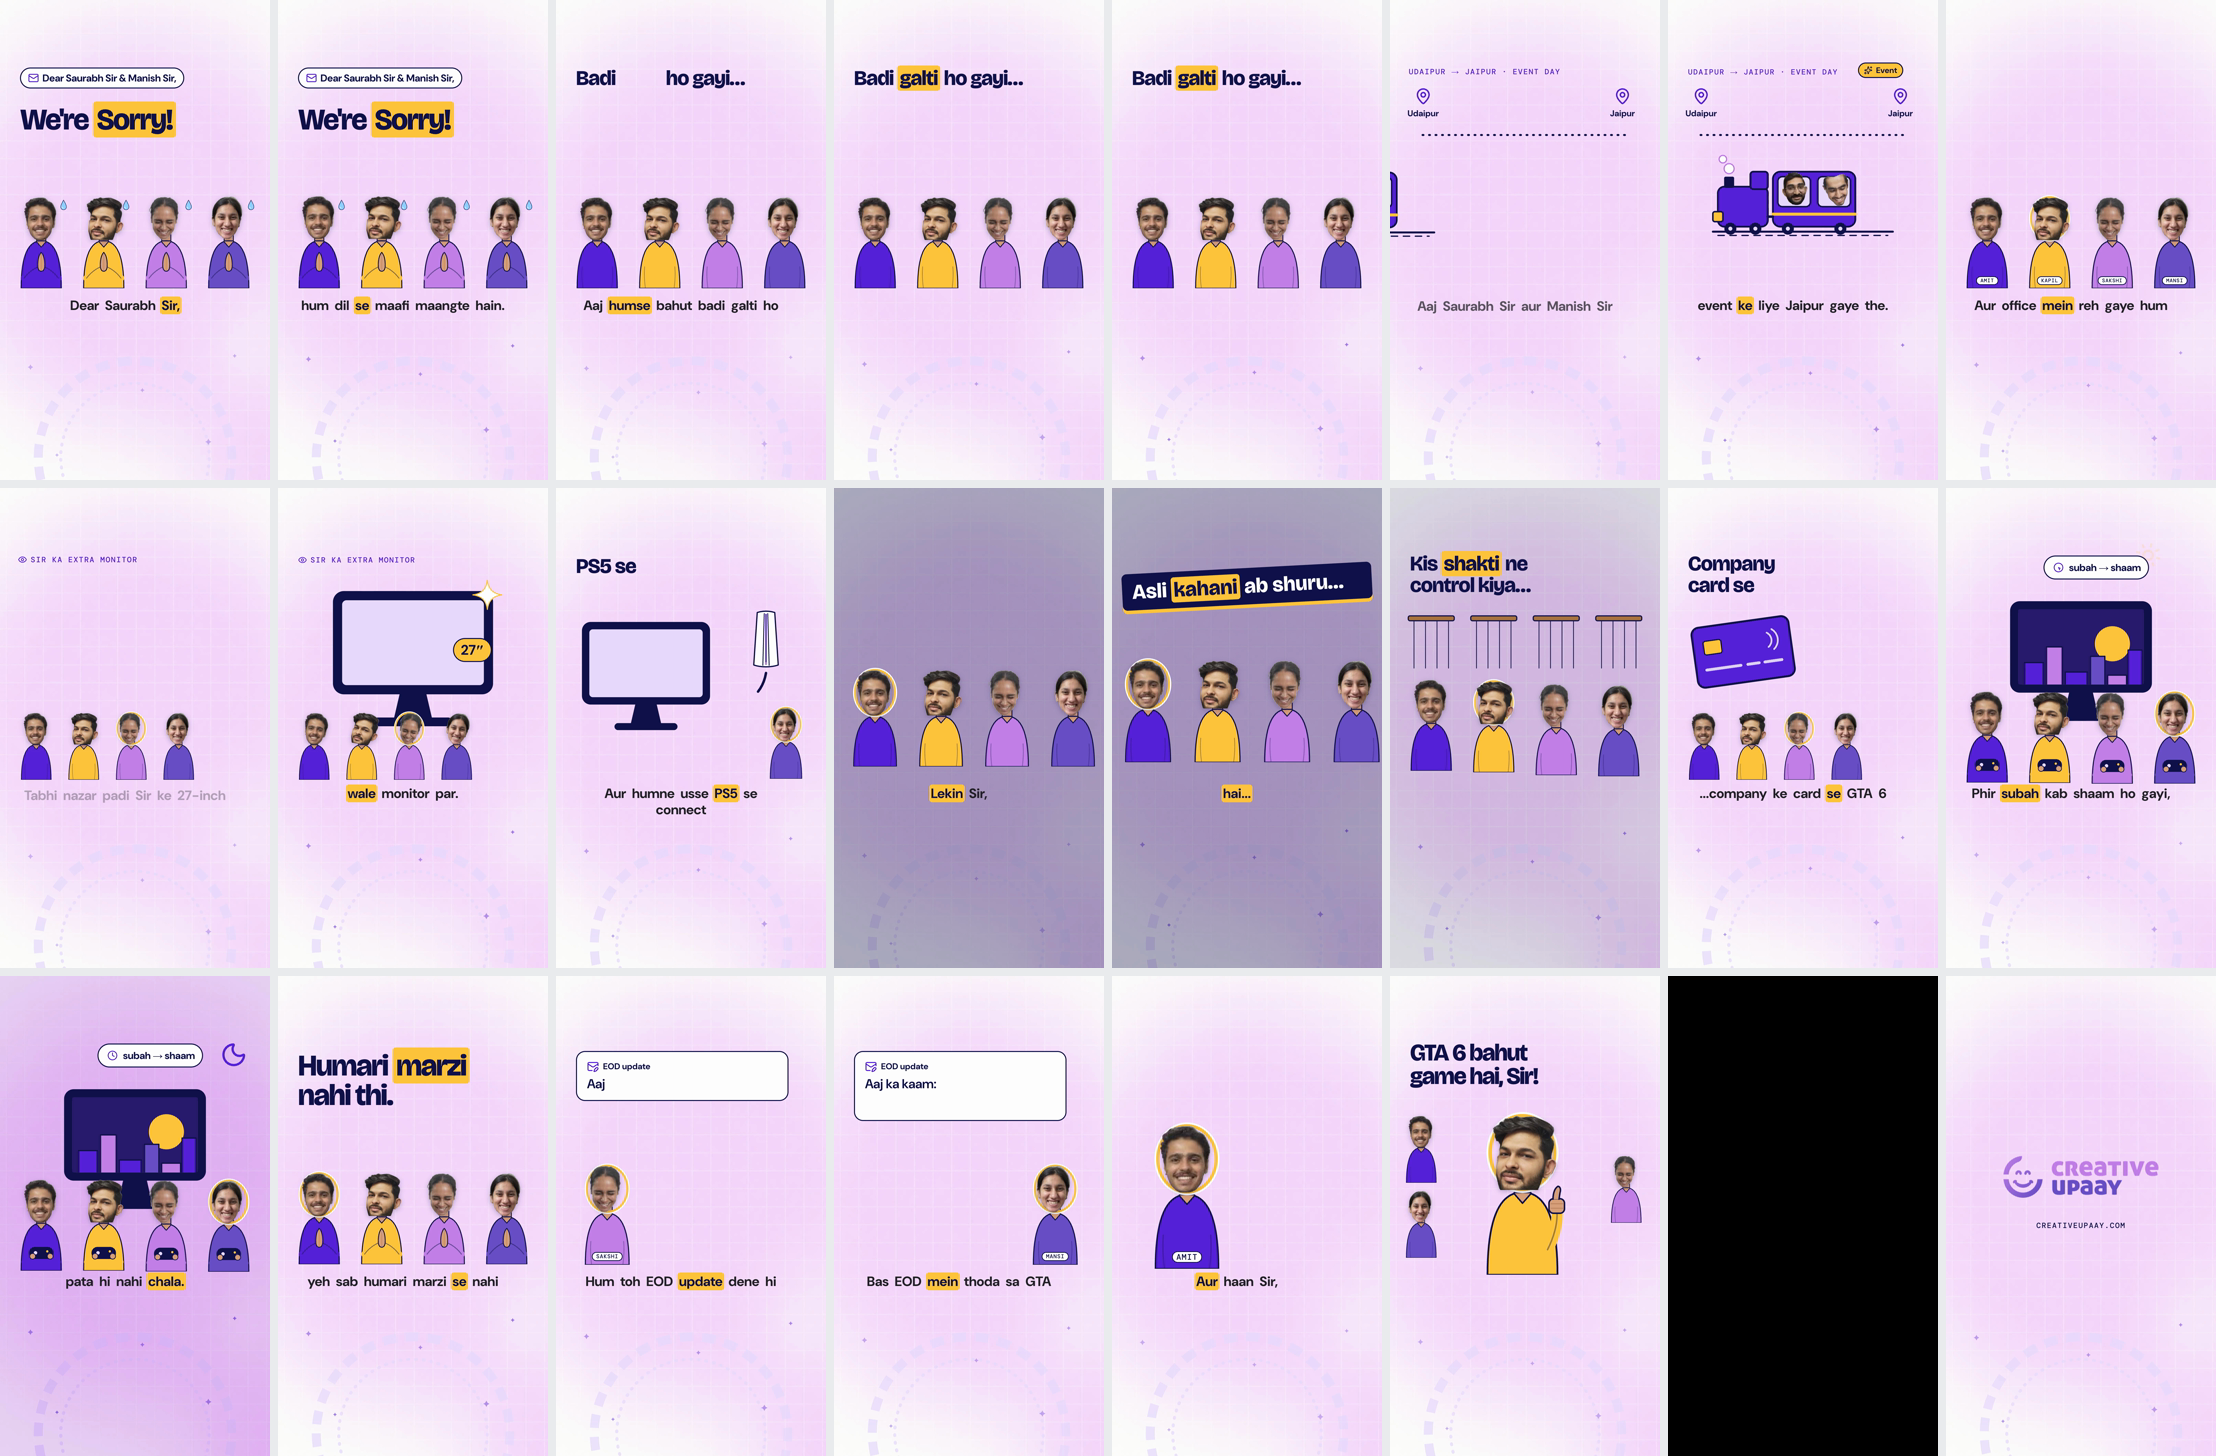 Dear Saurabh Sir & Manish Sir,
We're Sorry!
Dear Saurabh Sir,
Dear Saurabh Sir & Manish Sir,
We're Sorry!
hum dil se maafi maangte hain.
Badi ho gayi...
Aaj humse bahut badi galti ho
Badi galti ho gayi...
Badi galti ho gayi...
UDAIPUR → JAIPUR · EVENT DAY
Udaipur Jaipur
Aaj Saurabh Sir aur Manish Sir
UDAIPUR → JAIPUR · EVENT DAY
Event
Udaipur Jaipur
event ke liye Jaipur gaye the.
AMIT KAPIL SAKSHI MANSI
Aur office mein reh gaye hum
SIR KA EXTRA MONITOR
Tabhi nazar padi Sir ke 27-inch
SIR KA EXTRA MONITOR
27″
wale monitor par.
PS5 se
Aur humne usse PS5 se
connect
Lekin Sir,
Asli kahani ab shuru...
hai...
Kis shakti ne
control kiya...
Company
card se
...company ke card se GTA 6
subah → shaam
Phir subah kab shaam ho gayi,
subah → shaam
pata hi nahi chala.
Humari marzi
nahi thi.
yeh sab humari marzi se nahi
EOD update
Aaj
SAKSHI
Hum toh EOD update dene hi
EOD update
Aaj ka kaam:
MANSI
Bas EOD mein thoda sa GTA
AMIT
Aur haan Sir,
GTA 6 bahut
game hai, Sir!
CREATIVE
UPAAY
CREATIVEUPAAY.COM